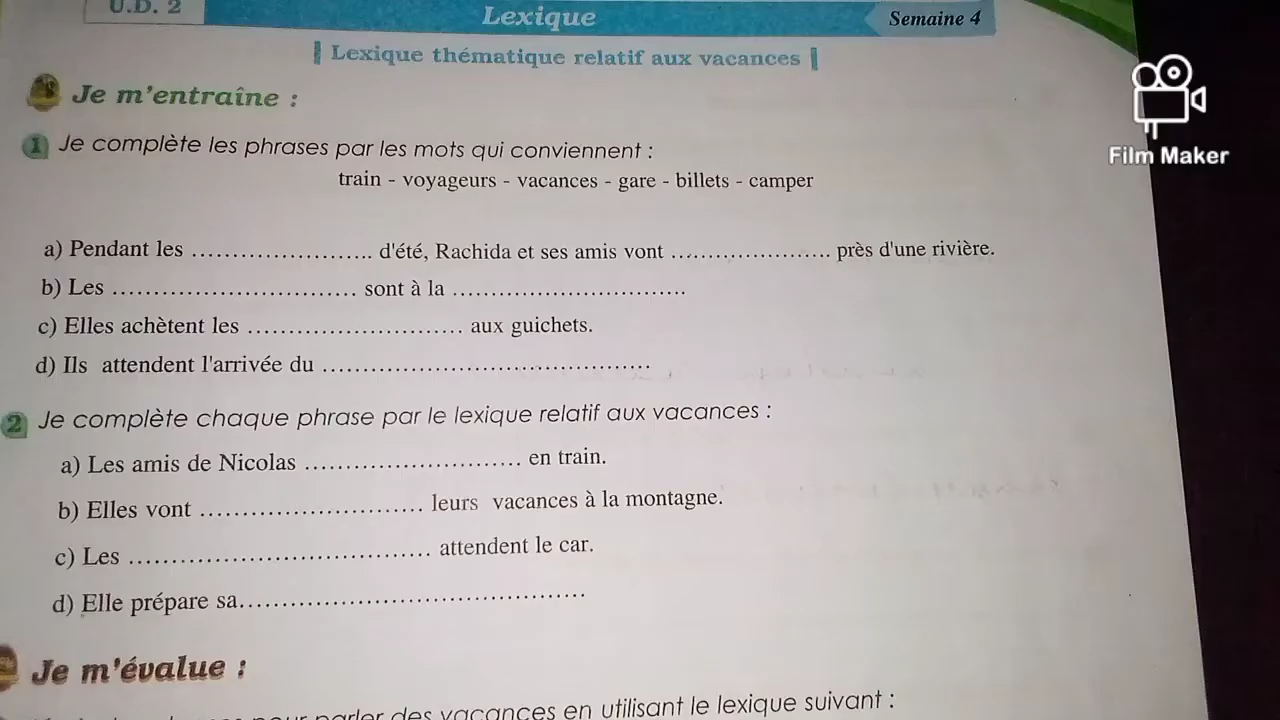 U.D. 2
Lexique
Semaine 4
Lexique thématique relatif aux vacances
Je m'entraîne :
Film Maker
1 Je complète les phrases par les mots qui conviennent :
train - voyageurs - vacances - gare - billets - camper
a) Pendant les ...................... d'été, Rachida et ses amis vont ..................... près d'une rivière.
b) Les ............................. sont à la ............................
c) Elles achètent les .......................... aux guichets.
d) Ils attendent l'arrivée du .......................................
2 Je complète chaque phrase par le lexique relatif aux vacances :
a) Les amis de Nicolas .......................... en train.
b) Elles vont ........................... leurs vacances à la montagne.
c) Les .................................... attendent le car.
d) Elle prépare sa.........................................
Je m'évalue :
parler des vacances en utilisant le lexique suivant :